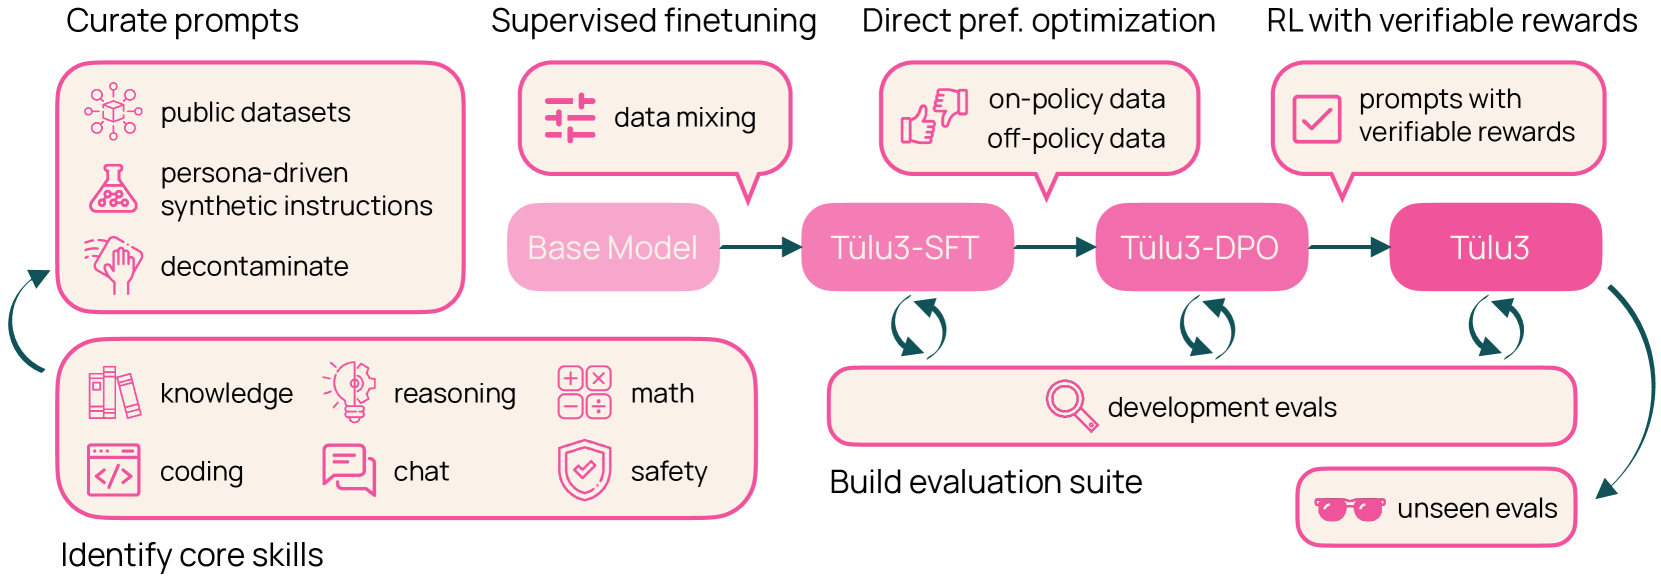 Curate prompts
public datasets
persona-driven
synthetic instructions
decontaminate
knowledge
reasoning
math
coding
chat
safety
Identify core skills
Supervised finetuning
data mixing
Direct pref. optimization
on-policy data
off-policy data
RL with verifiable rewards
prompts with
verifiable rewards
Base Model
Tülu3-SFT
Tülu3-DPO
Tülu3
development evals
Build evaluation suite
unseen evals